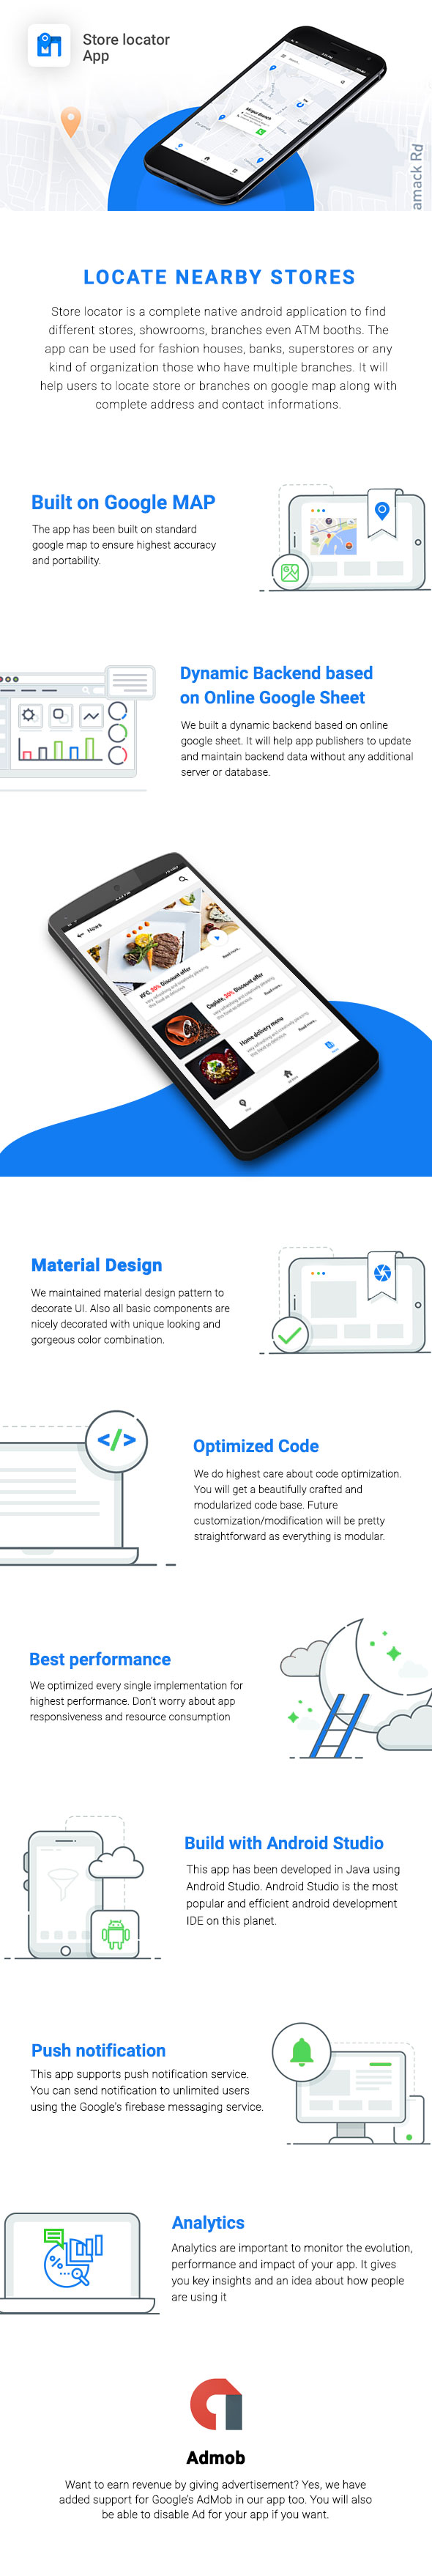 Store locator
App
amack Rd
LOCATE NEARBY STORES
Store locator is a complete native android application to find
different stores, showrooms, branches even ATM booths. The
app can be used for fashion houses, banks, superstores or any
kind of organization those who have multiple branches. It will
help users to locate store or branches on google map along with
complete address and contact informations.
Built on Google MAP
The app has been built on standard
google map to ensure highest accuracy
and portability.
Dynamic Backend based
on Online Google Sheet
We built a dynamic backend based on online
google sheet. It will help app publishers to update
and maintain backend data without any additional
server or database.
News
KFC, 50% Discount offer
Read more..
Discount offer
Read more..
Home delivery menu
Read more..
Material Design
We maintained material design pattern to
decorate UI. Also all basic components are
nicely decorated with unique looking and
gorgeous color combination.
</>
Optimized Code
We do highest care about code optimization.
You will get a beautifully crafted and
modularized code base. Future
customization/modification will be pretty
straightforward as everything is modular.
Best performance
We optimized every single implementation for
highest performance. Don't worry about app
responsiveness and resource consumption
Build with Android Studio
This app has been developed in Java using
Android Studio. Android Studio is the most
popular and efficient android development
IDE on this planet.
Push notification
This app supports push notification service.
You can send notification to unlimited users
using the Google's firebase messaging service.
Analytics
Analytics are important to monitor the evolution,
performance and impact of your app. It gives
you key insights and an idea about how people
are using it
%
Admob
Want to earn revenue by giving advertisement? Yes, we have
added support for Google's AdMob in our app too. You will also
be able to disable Ad for your app if you want.